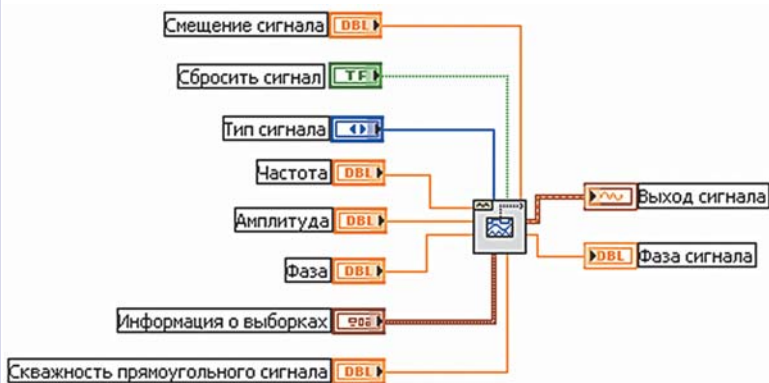 Смещение сигнала DBL
Сбросить сигнал TF
Тип сигнала
Частота DBL
Амплитуда DBL
Фаза DBL
Информация о выборках
Скважность прямоугольного сигнала DBL
Выход сигнала
DBL Фаза сигнала